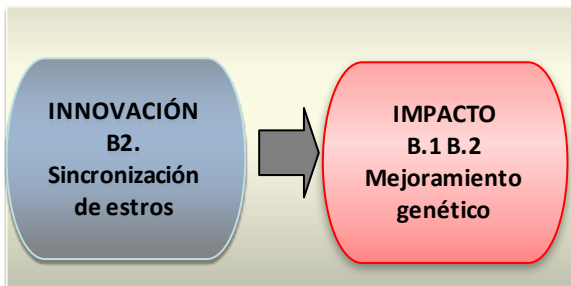 INNOVACIÓN
B2.
Sincronización
de estros
IMPACTO
B.1 B.2
Mejoramiento
genético